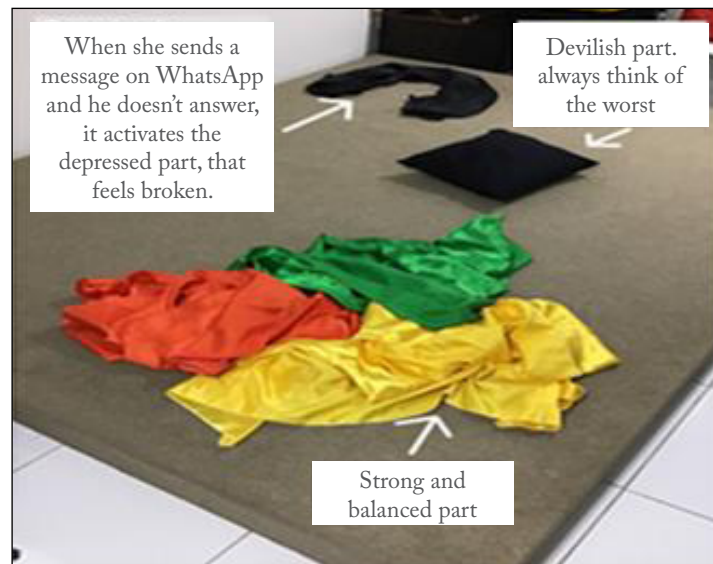 When she sends a
message on WhatsApp
and he doesn’t answer,
it activates the
depressed part, that
feels broken.
Devilish part.
always think of
the worst
Strong and
balanced part